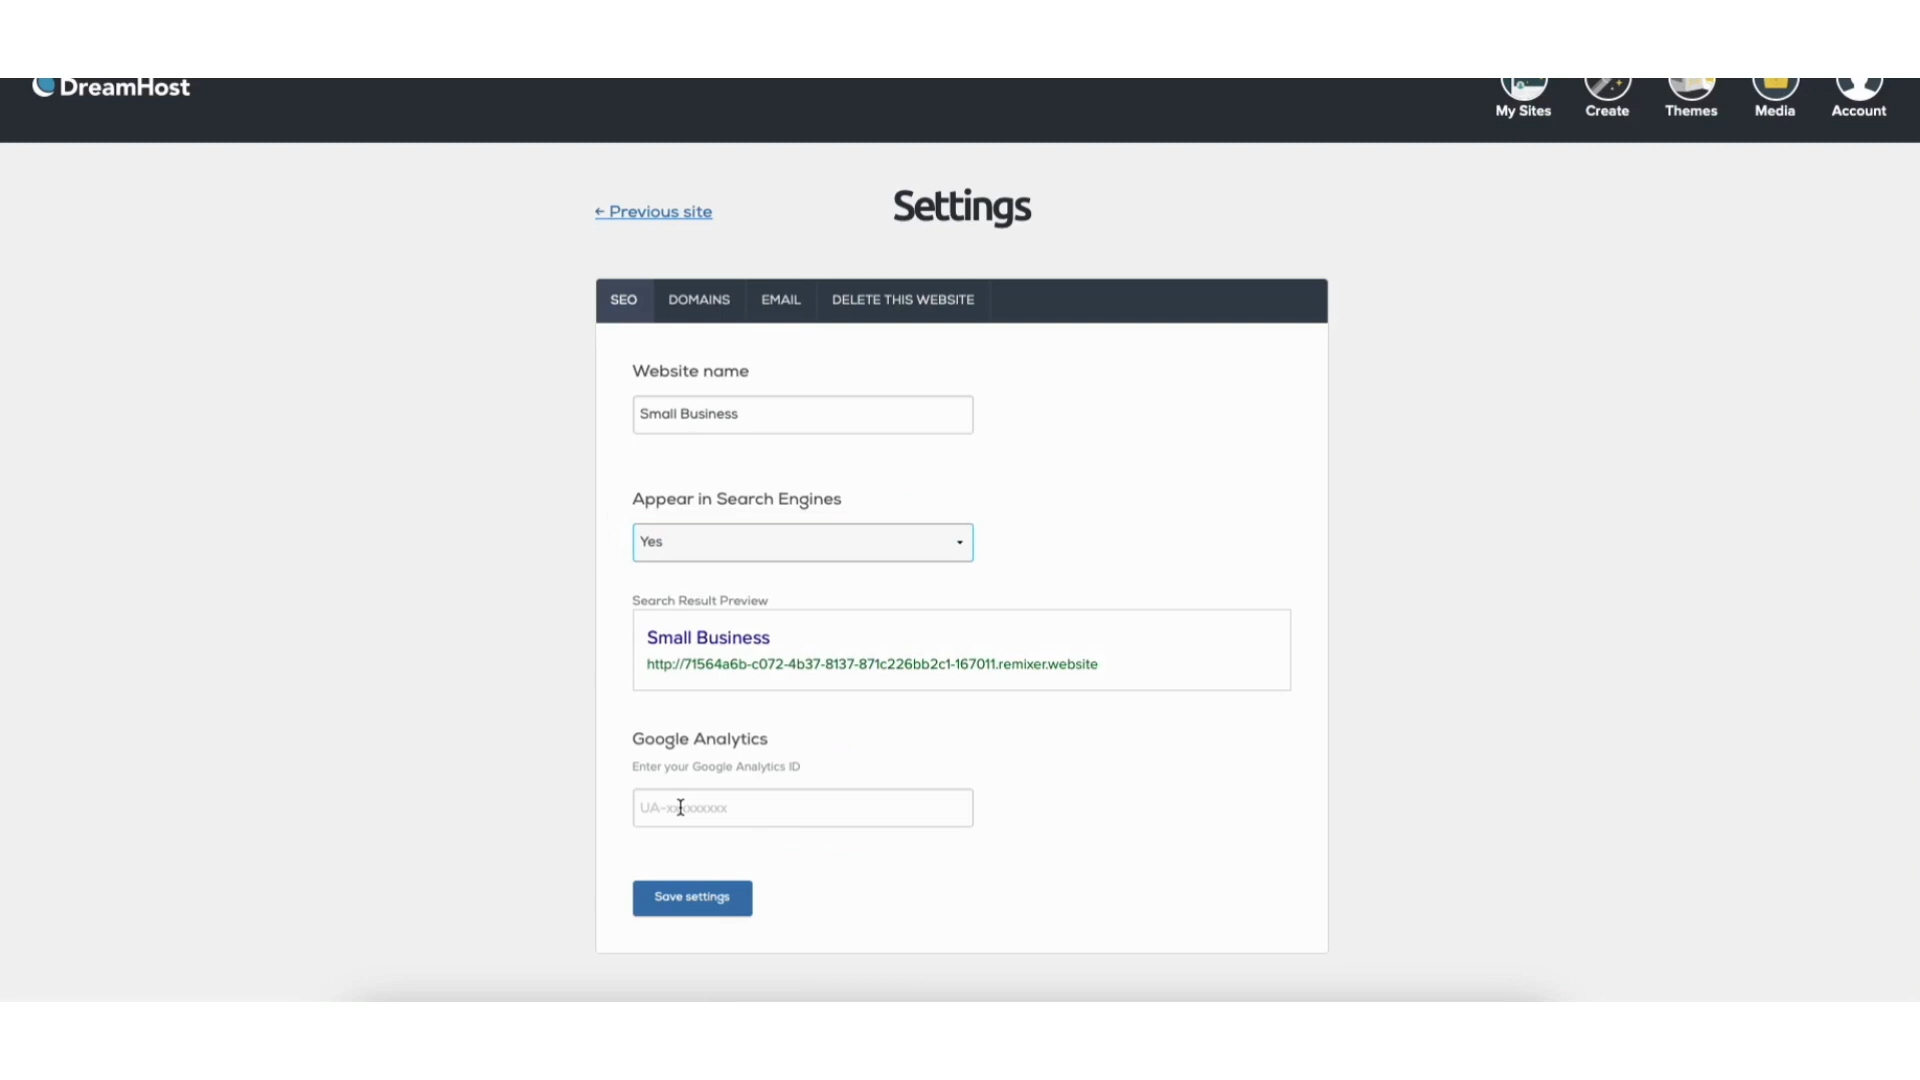 DreamHost
My Sites
Create
Themes
Media
Account
← Previous site
Settings
SEO
DOMAINS
EMAIL
DELETE THIS WEBSITE
Website name
Small Business
Appear in Search Engines
Yes
Search Result Preview
Small Business
http://71564a6b-c072-4b37-8137-871c226bb2c1-167011.remixer.website
Google Analytics
Enter your Google Analytics ID
UA-xxxxxxxxx
Save settings